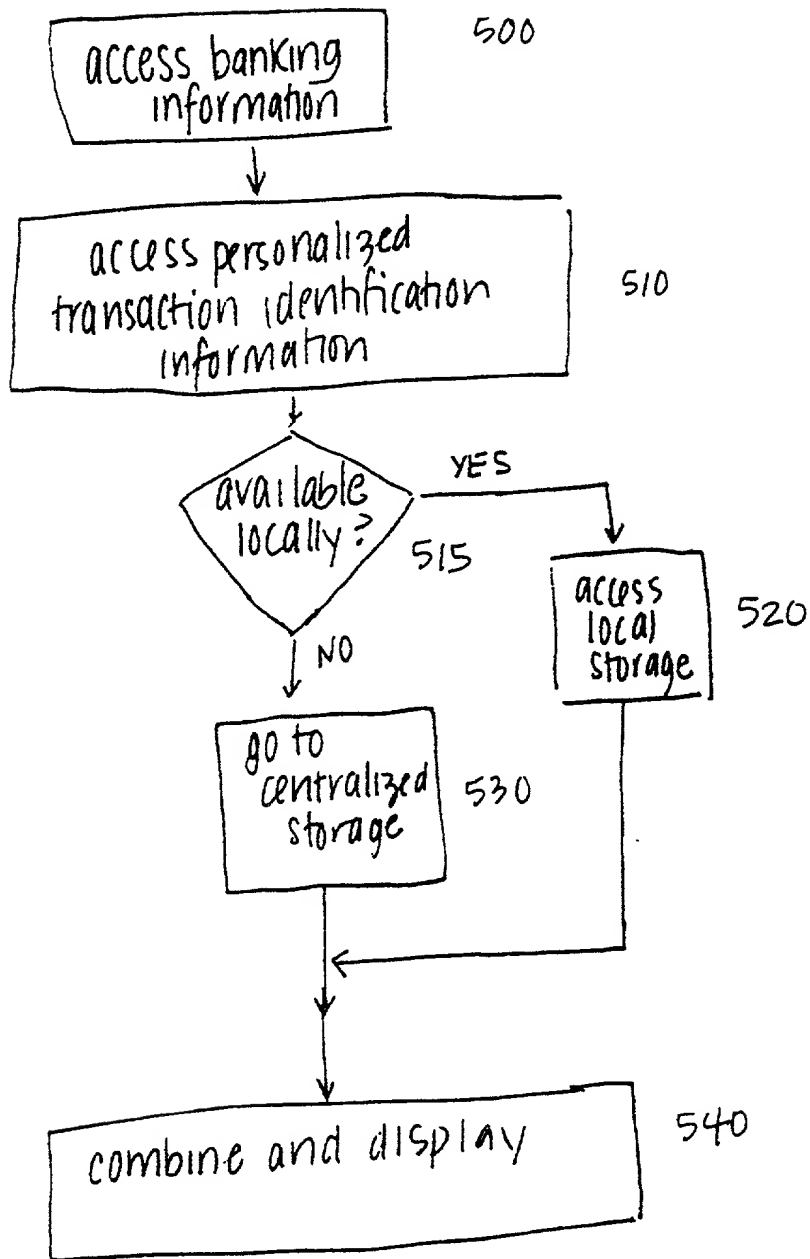 500
access banking
information
access personalized
transaction identification
information
510
available
locally?
515
YES
NO
access
local
storage
520
go to
centralized
storage
530
combine and display
540